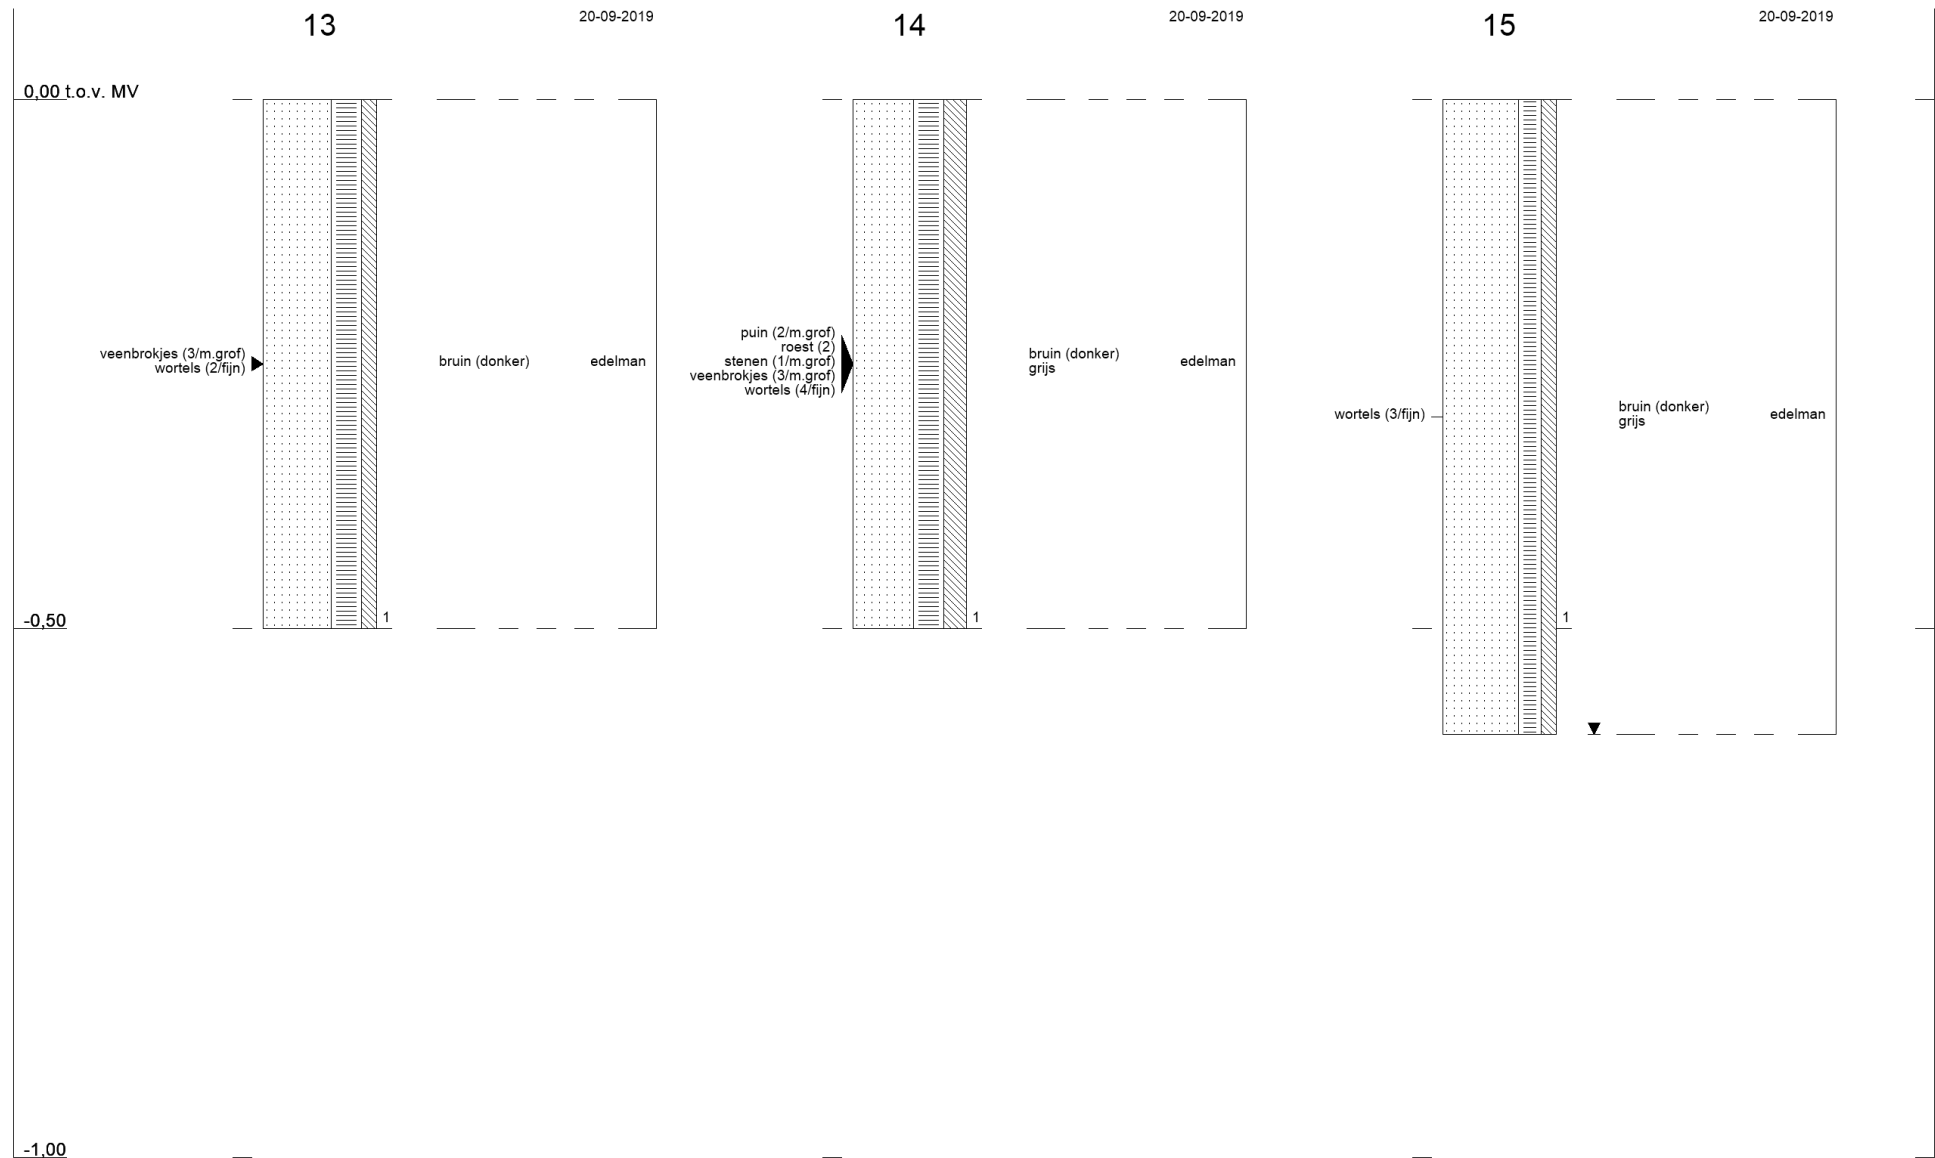 13
20-09-2019
14
20-09-2019
15
20-09-2019
0,00 t.o.v. MV
veenbrokjes (3/m.grof)
wortels (2/fijn)
bruin (donker)
edelman
puin (2/m.grof)
roest (2)
stenen (1/m.grof)
veenbrokjes (3/m.grof)
wortels (4/fijn)
bruin (donker)
grijs
edelman
wortels (3/fijn)
bruin (donker)
grijs
edelman
-0,50
1
1
1
-1,00